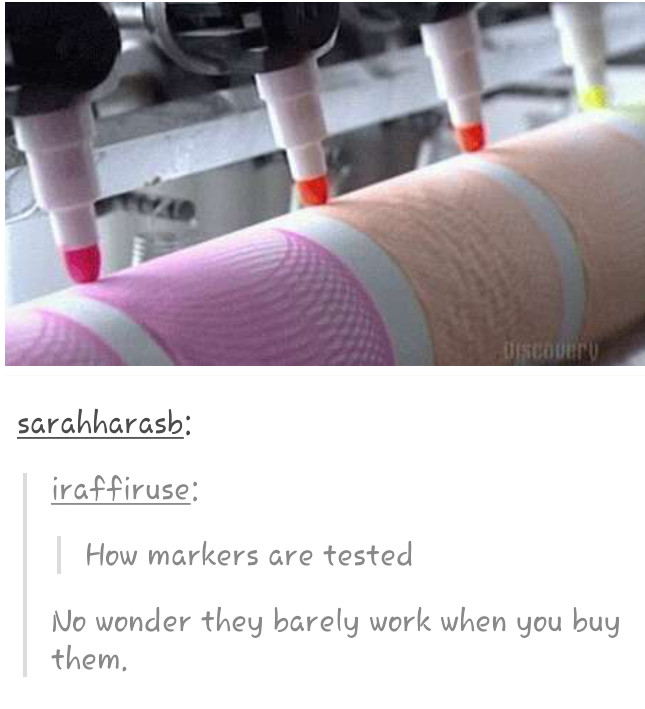 Discovery
sarahharasb:
iraffiruse:
How markers are tested
No wonder they barely work when you buy
them.